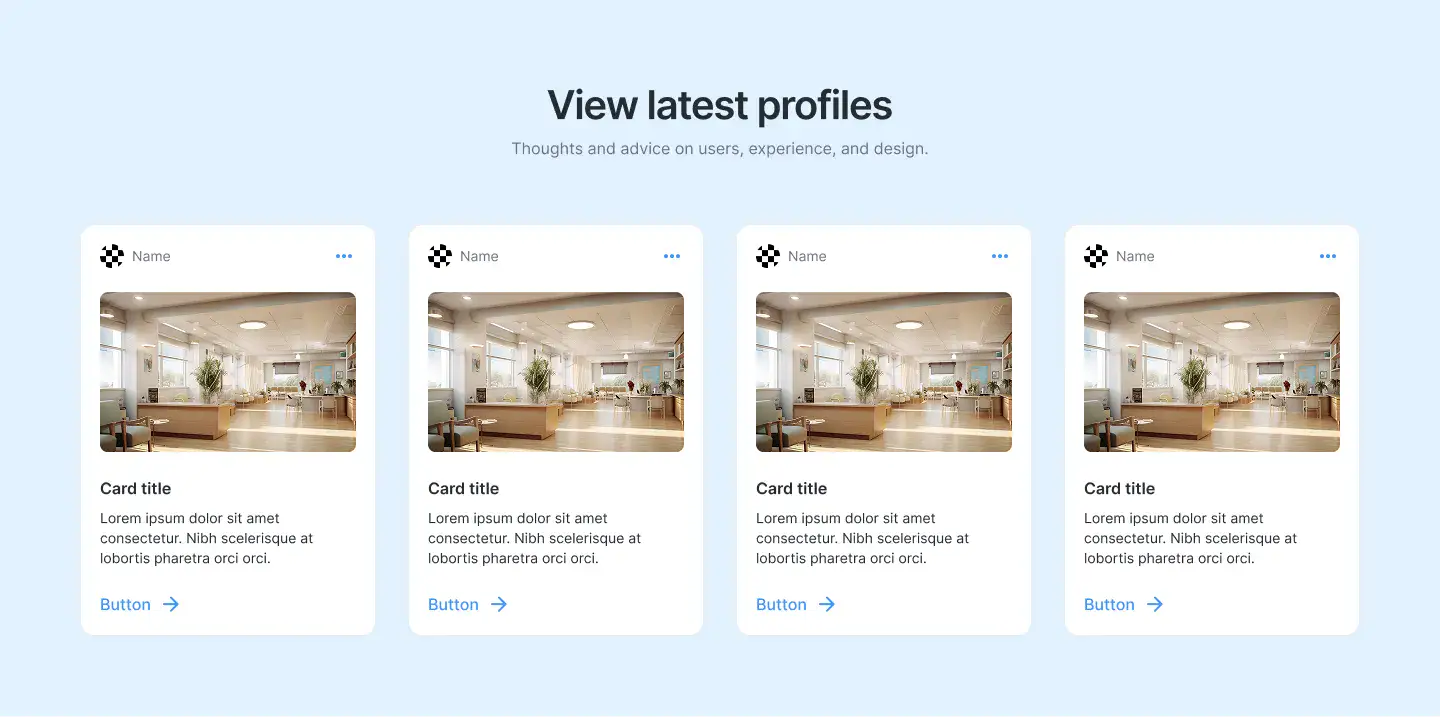 View latest profiles
Thoughts and advice on users, experience, and design.
Name
Card title
Lorem ipsum dolor sit amet
consectetur. Nibh scelerisque at
lobortis pharetra orci orci.
Button
Name
Card title
Lorem ipsum dolor sit amet
consectetur. Nibh scelerisque at
lobortis pharetra orci orci.
Button
Name
Card title
Lorem ipsum dolor sit amet
consectetur. Nibh scelerisque at
lobortis pharetra orci orci.
Button
Name
Card title
Lorem ipsum dolor sit amet
consectetur. Nibh scelerisque at
lobortis pharetra orci orci.
Button